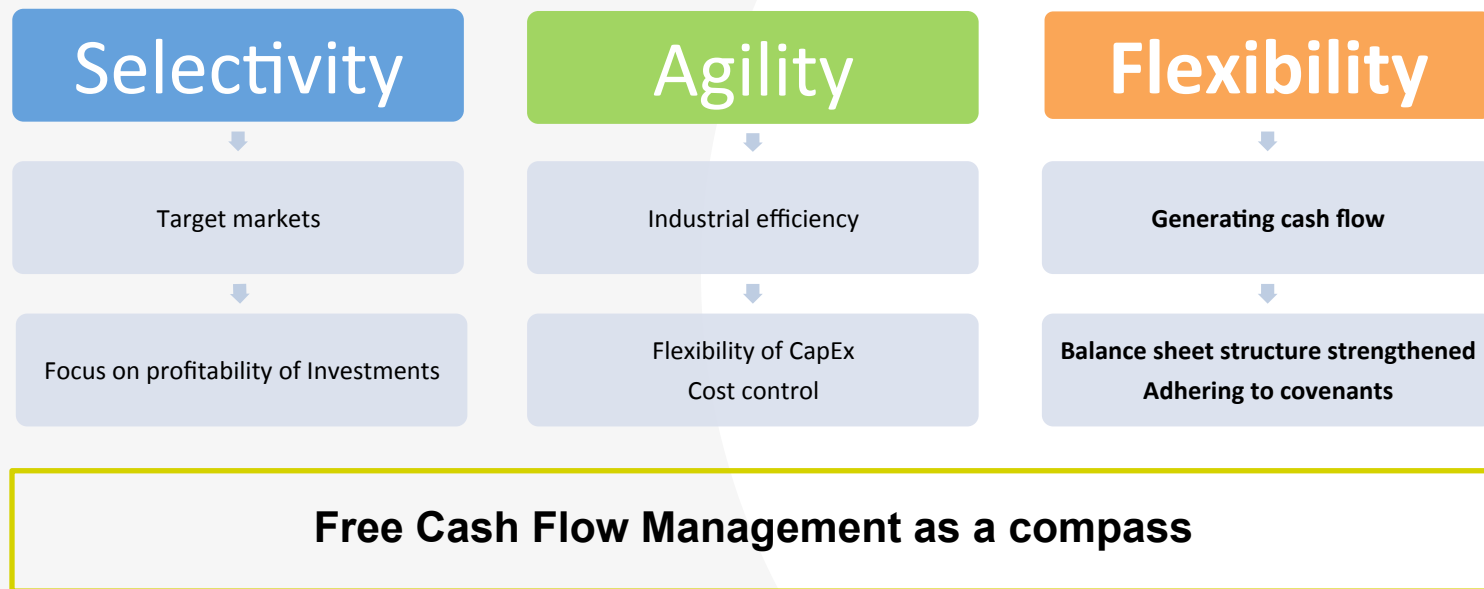 Selectivity
Target markets
Focus on profitability of Investments
Agility
Industrial efficiency
Flexibility of CapEx
Cost control
Flexibility
Generating cash flow
Balance sheet structure strengthened
Adhering to covenants
Free Cash Flow Management as a compass